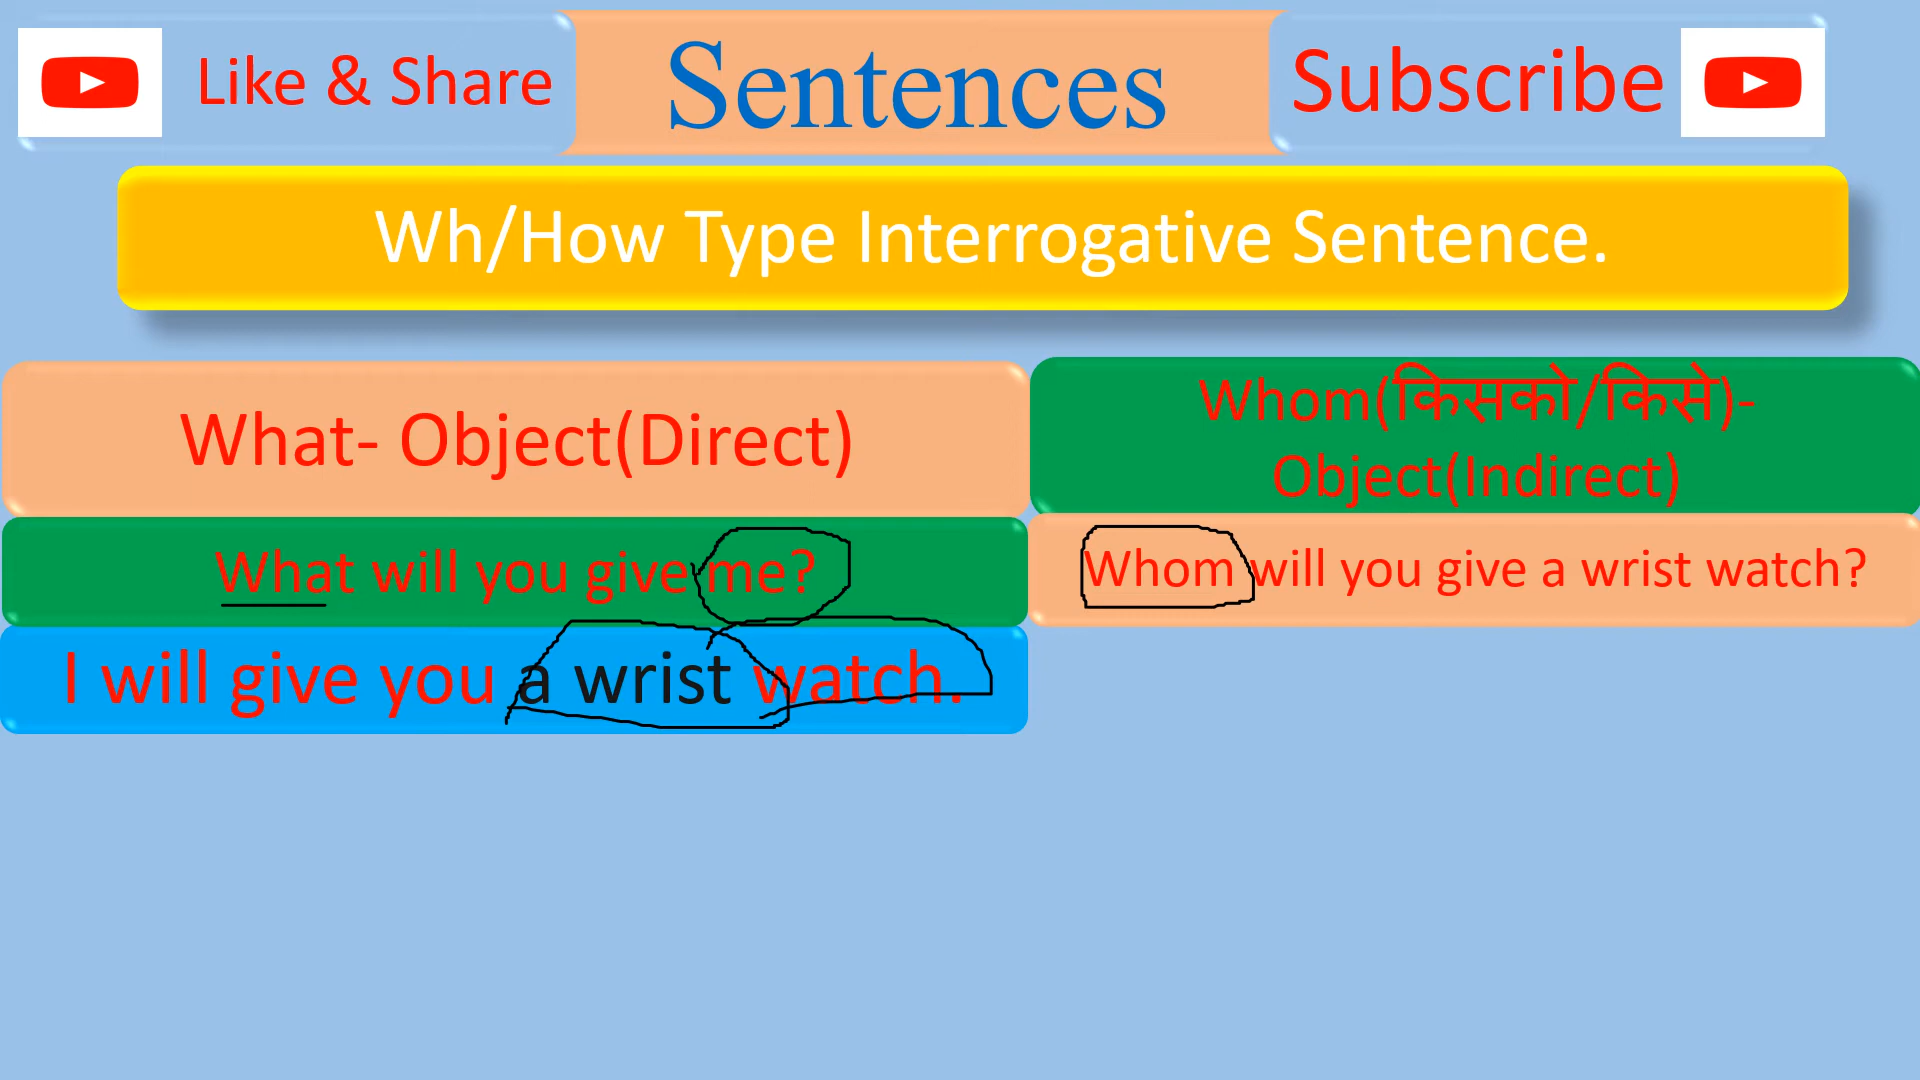 Like & Share
Sentences
Subscribe
Wh/How Type Interrogative Sentence.
What- Object(Direct)
Whom(किसको/किसे)-
Object(Indirect)
What will you give me?
Whom will you give a wrist watch?
I will give you a wrist watch.